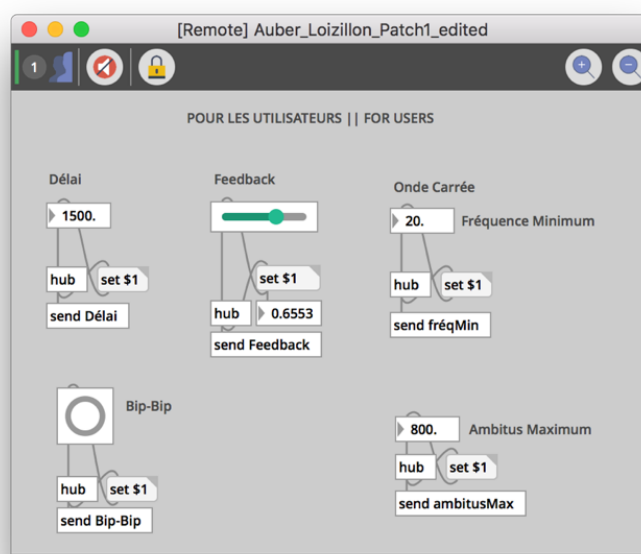 [Remote] Auber_Loizillon_Patch1_edited
1
POUR LES UTILISATEURS || FOR USERS
Délai
1500.
hub
set $1
send Délai
Feedback
set $1
hub
0.6553
send Feedback
Onde Carrée
20.
Fréquence Minimum
hub
set $1
send fréqMin
Bip-Bip
hub
set $1
send Bip-Bip
800.
Ambitus Maximum
hub
set $1
send ambitusMax